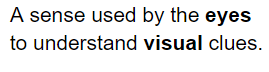 A sense used by the eyes
to understand visual clues.